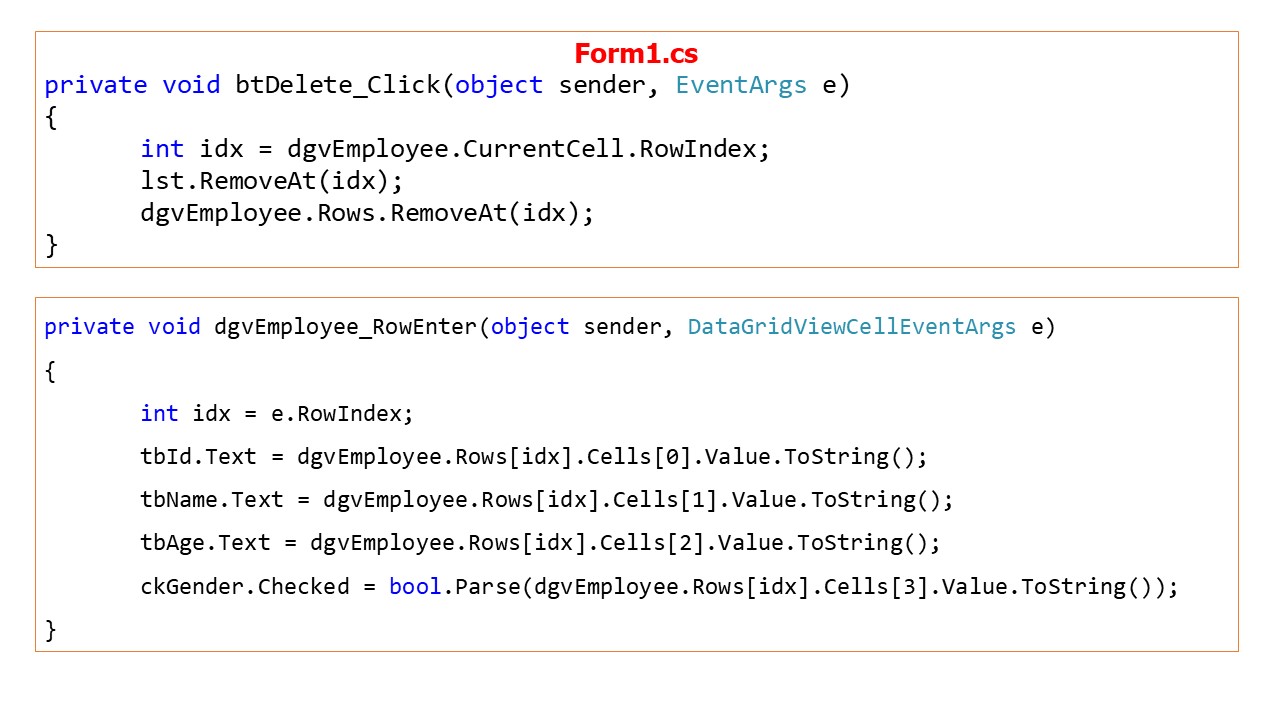 Form1.cs
private void btDelete_Click(object sender, EventArgs e)
{
int idx = dgvEmployee.CurrentCell.RowIndex;
lst.RemoveAt(idx);
dgvEmployee.Rows.RemoveAt(idx);
}
private void dgvEmployee_RowEnter(object sender, DataGridViewCellEventArgs e)
{
int idx = e.RowIndex;
tbId.Text = dgvEmployee.Rows[idx].Cells[0].Value.ToString();
tbName.Text = dgvEmployee.Rows[idx].Cells[1].Value.ToString();
tbAge.Text = dgvEmployee.Rows[idx].Cells[2].Value.ToString();
ckGender.Checked = bool.Parse(dgvEmployee.Rows[idx].Cells[3].Value.ToString());
}